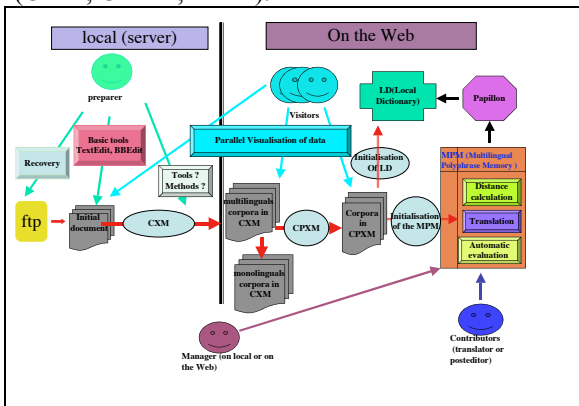 local (server)
On the Web
preparer
Visitors
LD(Local
Dictionary)
Papillon
Recovery
Basic tools
TextEdit, BBEdit
Tools ?
Methods ?
Parallel Visualisation of data
Initialisation
Of LD
MPM (Multilingual
Polyphrase Memory )
Distance
calculation
Translation
Automatic
evaluation
ftp
Initial
document
CXM
multilinguals
corpora in
CXM
CPXM
Corpora
in
CPXM
Initialisation
of the MPM
monolinguals
corpora in
CXM
Manager (on local or on
the Web)
Contributors
(translator or
posteditor)